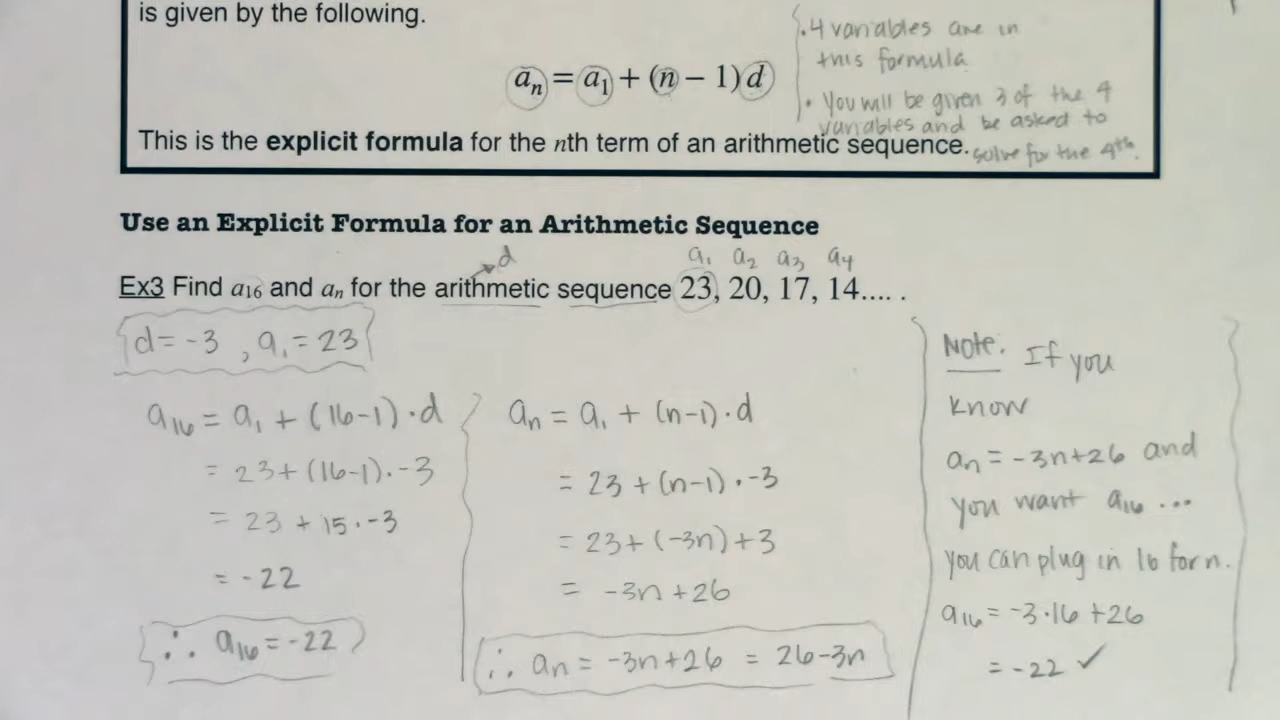 is given by the following.
aₙ = a₁ + (n − 1)d
This is the explicit formula for the nth term of an arithmetic sequence.
• 4 variables are in
this formula
• You will be given 3 of the 4
variables and be asked to
solve for the 4th.
Use an Explicit Formula for an Arithmetic Sequence
d
a₁ a₂ a₃ a₄
Ex3 Find a₁₆ and aₙ for the arithmetic sequence 23, 20, 17, 14.... .
d = -3 , a₁ = 23
a₁₆ = a₁ + (16-1)·d
= 23 + (16-1)·-3
= 23 + 15·-3
= -22
∴ a₁₆ = -22
aₙ = a₁ + (n-1)·d
= 23 + (n-1)·-3
= 23 + (-3n) + 3
= -3n + 26
∴ aₙ = -3n+26 = 26-3n
Note: If you
know
aₙ = -3n+26 and
you want a₁₆ ...
you can plug in 16 for n.
a₁₆ = -3·16 +26
= -22 ✓